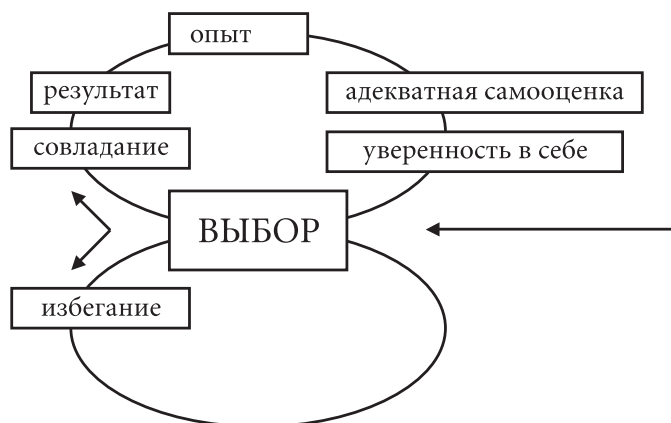 опыт
результат
адекватная самооценка
совладание
уверенность в себе
ВЫБОР
избегание